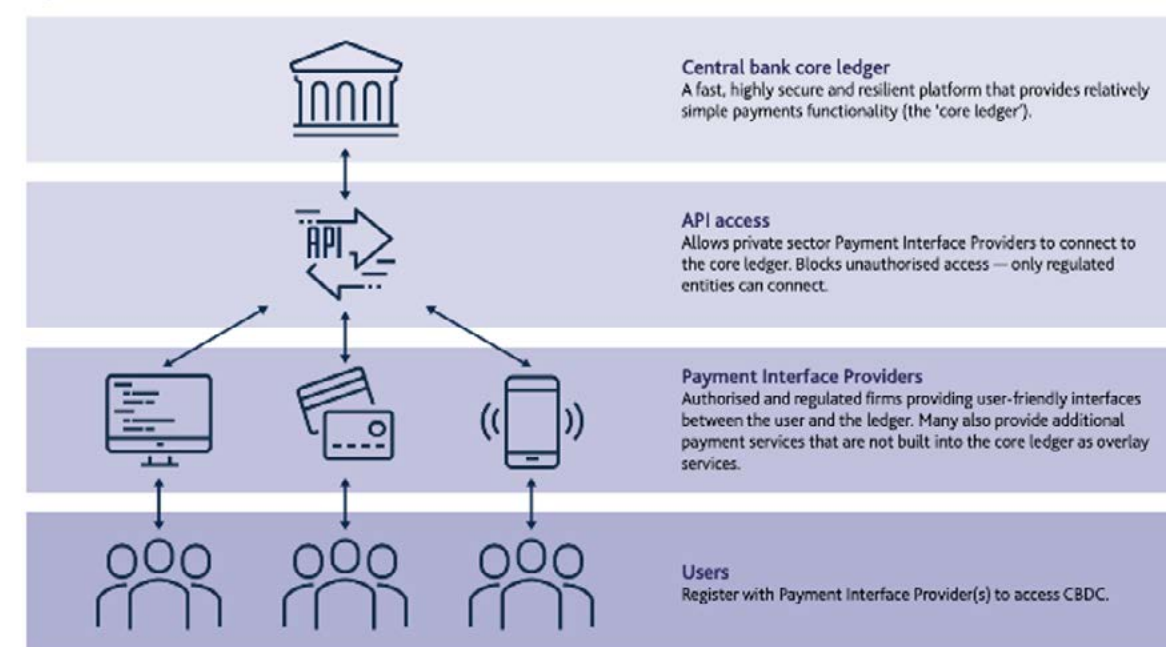 Central bank core ledger
A fast, highly secure and resilient platform that provides relatively
simple payments functionality (the 'core ledger').
API
API access
Allows private sector Payment Interface Providers to connect to
the core ledger. Blocks unauthorised access — only regulated
entities can connect.
Payment Interface Providers
Authorised and regulated firms providing user-friendly interfaces
between the user and the ledger. Many also provide additional
payment services that are not built into the core ledger as overlay
services.
Users
Register with Payment Interface Provider(s) to access CBDC.